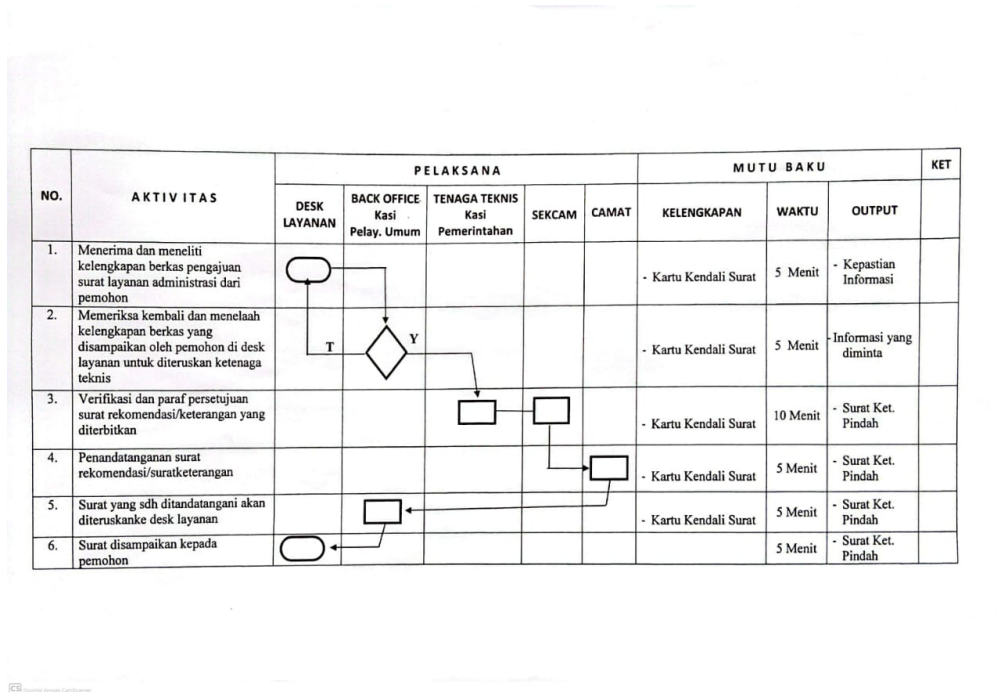 NO.
AKTIVITAS
PELAKSANA
MUTU BAKU
KET
DESK
LAYANAN
BACK OFFICE
Kasi
Pelay. Umum
TENAGA TEKNIS
Kasi
Pemerintahan
SEKCAM
CAMAT
KELENGKAPAN
WAKTU
OUTPUT
1.
Menerima dan meneliti
kelengkapan berkas pengajuan
surat layanan administrasi dari
pemohon
- Kartu Kendali Surat
5 Menit
- Kepastian
Informasi
2.
Memeriksa kembali dan menelaah
kelengkapan berkas yang
disampaikan oleh pemohon di desk
layanan untuk diteruskan ketenaga
teknis
T
Y
- Kartu Kendali Surat
5 Menit
-Informasi yang
diminta
3.
Verifikasi dan paraf persetujuan
surat rekomendasi/keterangan yang
diterbitkan
- Kartu Kendali Surat
10 Menit
- Surat Ket.
Pindah
4.
Penandatanganan surat
rekomendasi/suratketerangan
- Kartu Kendali Surat
5 Menit
- Surat Ket.
Pindah
5.
Surat yang sdh ditandatangani akan
diteruskanke desk layanan
- Kartu Kendali Surat
5 Menit
- Surat Ket.
Pindah
6.
Surat disampaikan kepada
pemohon
5 Menit
- Surat Ket.
Pindah
CS